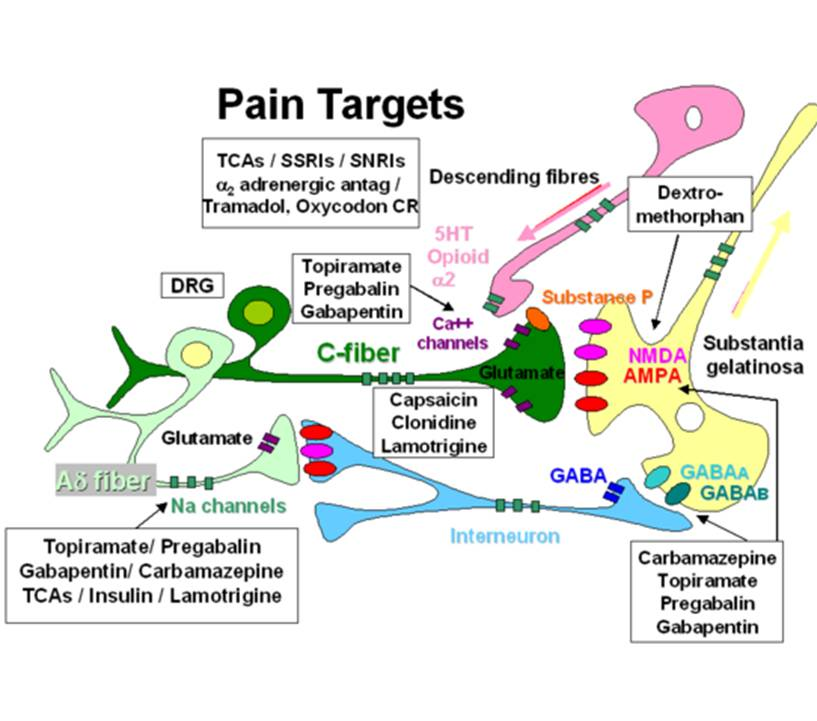 Pain Targets
TCAs / SSRIs / SNRIs
α2 adrenergic antag /
Tramadol, Oxycodon CR
Descending fibres
Dextro-
methorphan
5HT
Opioid
α2
DRG
Topiramate
Pregabalin
Gabapentin
Substance P
Ca++
channels
C-fiber
Glutamate
NMDA
AMPA
Substantia
gelatinosa
Capsaicin
Clonidine
Lamotrigine
Glutamate
Aδ fiber
Na channels
GABA
GABAA
GABAB
Interneuron
Topiramate/ Pregabalin
Gabapentin/ Carbamazepine
TCAs / Insulin / Lamotrigine
Carbamazepine
Topiramate
Pregabalin
Gabapentin